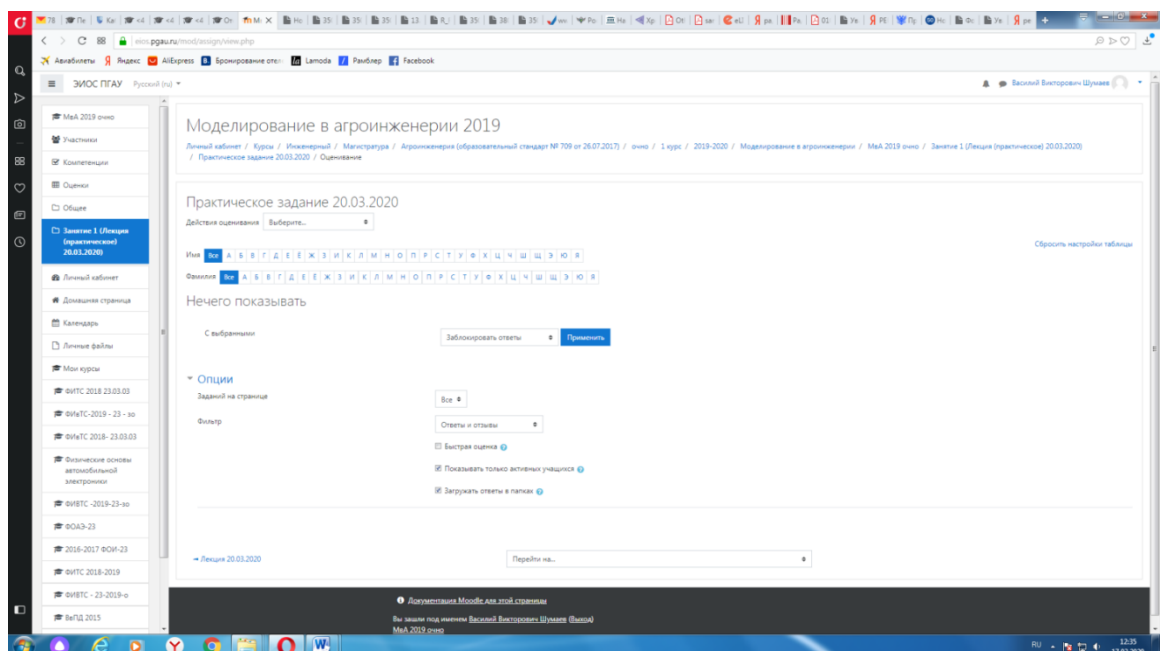 eios.pgau.ru/mod/assign/view.php
Авиабилеты Яндекс AliExpress Бронирование отел Lamoda Рамблер Facebook
ЭИОС ПГАУ Русский (ru)
Василий Викторович Шумаев
МвА 2019 очно
Участники
Компетенции
Оценки
Общее
Занятие 1 (Лекция
(практическое)
20.03.2020)
Личный кабинет
Домашняя страница
Календарь
Личные файлы
Мои курсы
ФИТС 2018 23.03.03
ФИвТС-2019 - 23 - зо
ФИвТС 2018- 23.03.03
Физические основы
автомобильной
электроники
ФИВТС -2019-23-зо
ФОАЭ-23
2016-2017 ФОИ-23
ФИТС 2018-2019
ФИВТС - 23-2019-о
ВеПД 2015
Моделирование в агроинженерии 2019
Личный кабинет / Курсы / Инженерный / Магистратура / Агроинженерия (образовательный стандарт № 709 от 26.07.2017) / очно / 1 курс / 2019-2020 / Моделирование в агроинженерии / МвА 2019 очно / Занятие 1 (Лекция (практическое) 20.03.2020)
/ Практическое задание 20.03.2020 / Оценивание
Практическое задание 20.03.2020
Действия оценивания Выберите...
Сбросить настройки таблицы
Имя Все А Б В Г Д Е Ё Ж З И К Л М Н О П Р С Т У Ф Х Ц Ч Ш Щ Э Ю Я
Фамилия Все А Б В Г Д Е Ё Ж З И К Л М Н О П Р С Т У Ф Х Ц Ч Ш Щ Э Ю Я
Нечего показывать
С выбранными Заблокировать ответы Применить
Опции
Заданий на странице Все
Фильтр Ответы и отзывы
Быстрая оценка
Показывать только активных учащихся
Загружать ответы в папках
→ Лекция 20.03.2020 Перейти на...
Документация Moodle для этой страницы
Вы зашли под именем Василий Викторович Шумаев (Выход)
МвА 2019 очно
RU 12:35